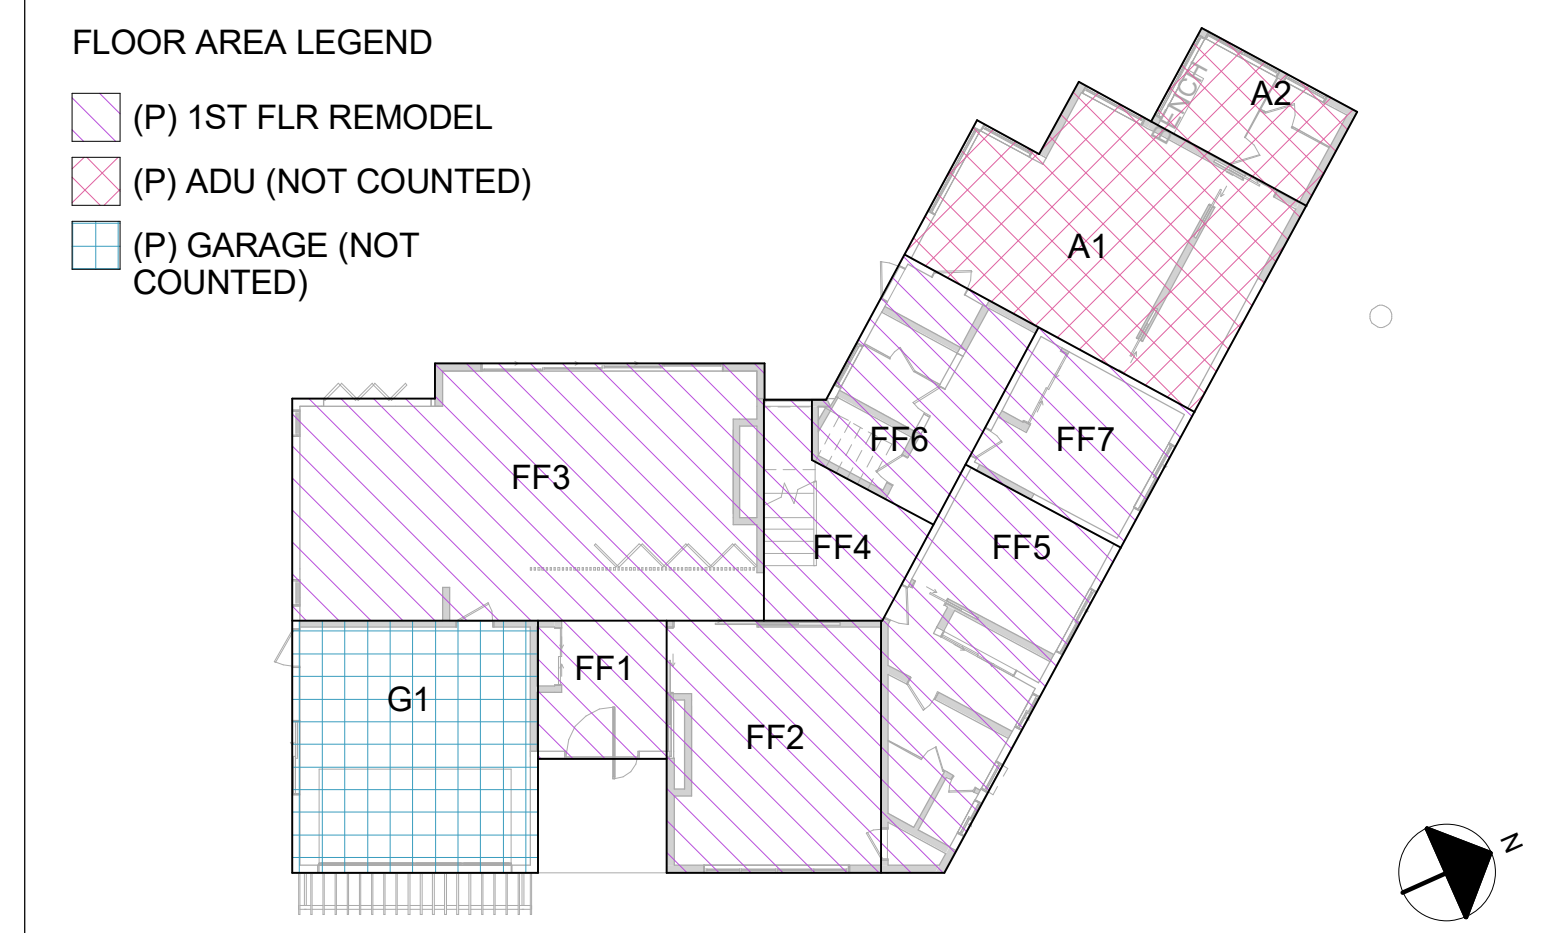 FLOOR AREA LEGEND
(P) 1ST FLR REMODEL
(P) ADU (NOT COUNTED)
(P) GARAGE (NOT
COUNTED)
A2
BENCH
A1
FF6
FF7
FF3
FF4
FF5
FF1
G1
FF2
N